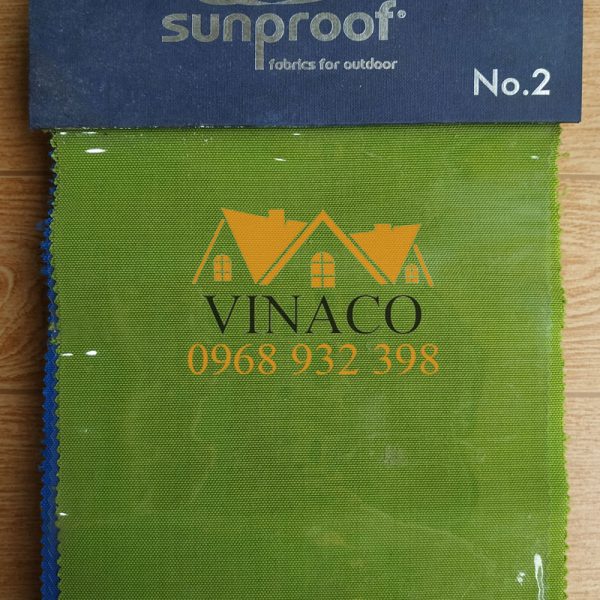 sunproof®
fabrics for outdoor
No.2
VINACO
0968 932 398